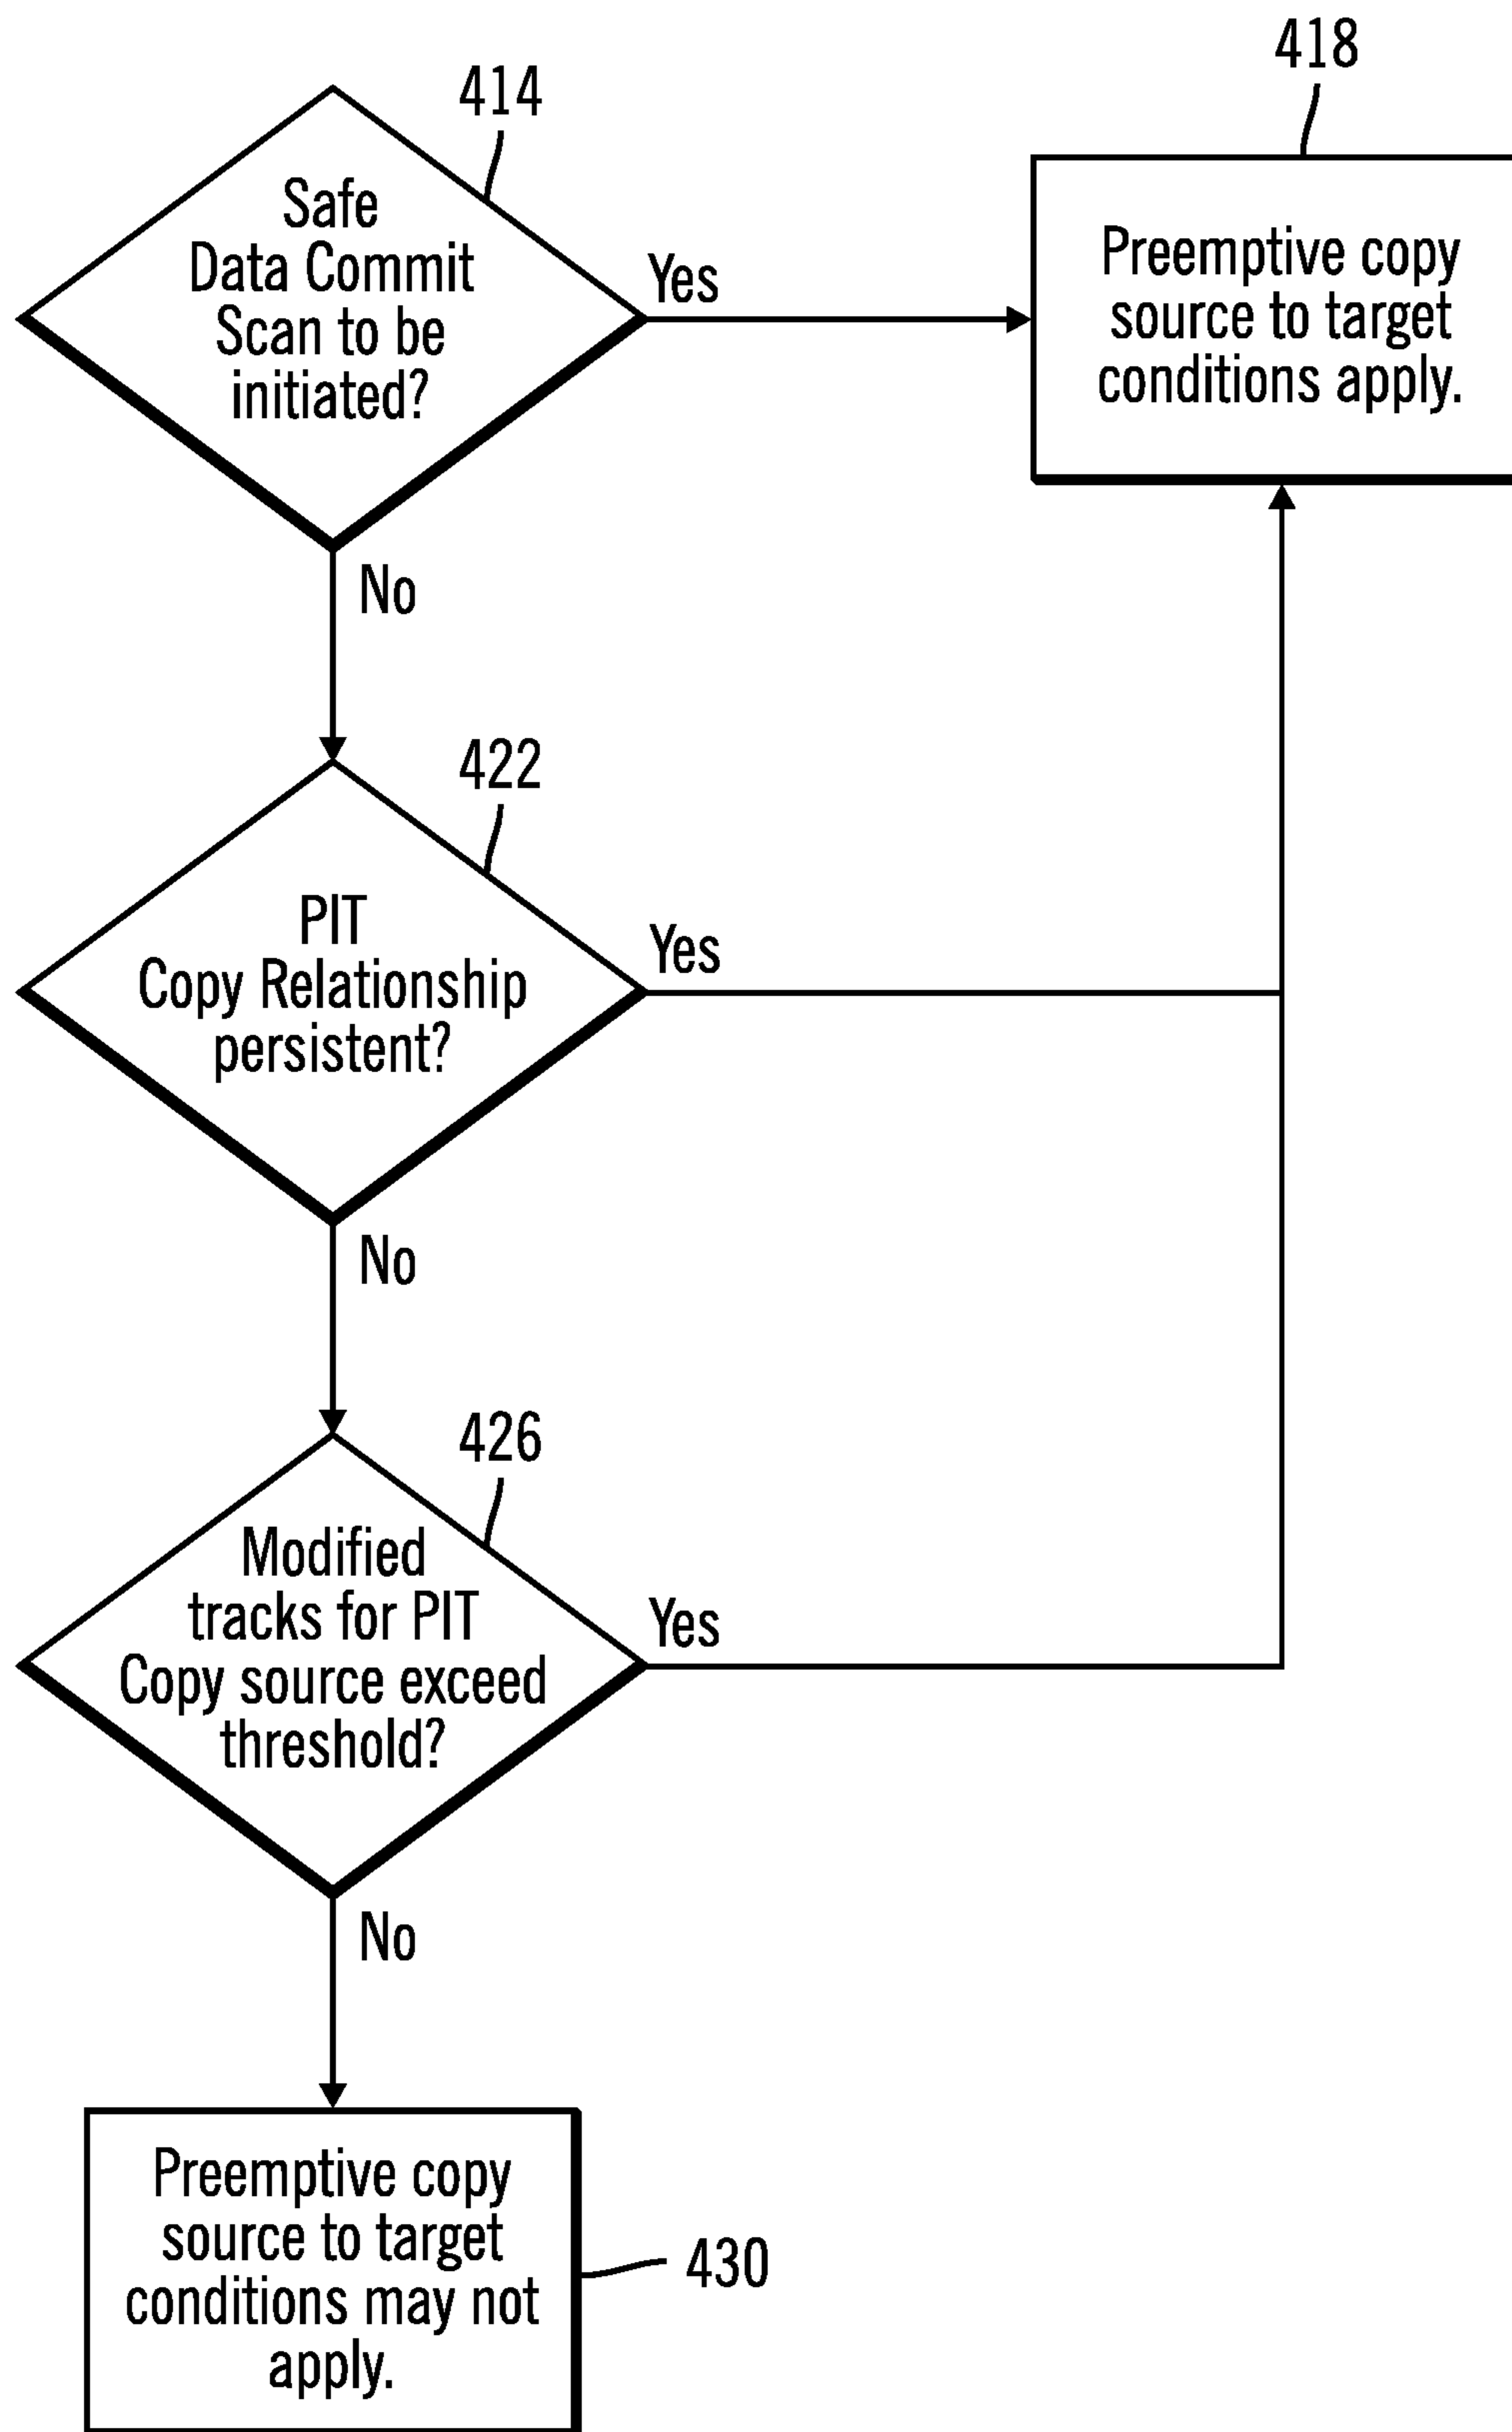 414
Safe
Data Commit
Scan to be
initiated?
Yes
418
Preemptive copy
source to target
conditions apply.
No
422
PIT
Copy Relationship
persistent?
Yes
No
426
Modified
tracks for PIT
Copy source exceed
threshold?
Yes
No
Preemptive copy
source to target
conditions may not
apply.
430